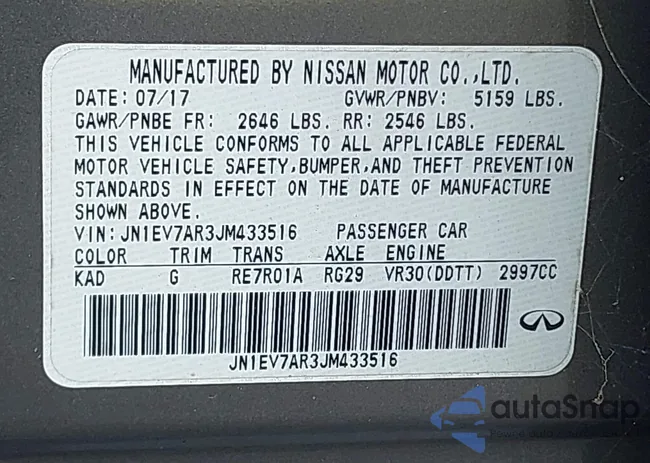 MANUFACTURED BY NISSAN MOTOR CO.,LTD.
DATE: 07/17 GVWR/PNBV: 5159 LBS.
GAWR/PNBE FR: 2646 LBS. RR: 2546 LBS.
THIS VEHICLE CONFORMS TO ALL APPLICABLE FEDERAL
MOTOR VEHICLE SAFETY,BUMPER,AND THEFT PREVENTION
STANDARDS IN EFFECT ON THE DATE OF MANUFACTURE
SHOWN ABOVE.
VIN: JN1EV7AR3JM433516 PASSENGER CAR
COLOR TRIM TRANS AXLE ENGINE
KAD G RE7R01A RG29 VR30(DDTT) 2997CC
JN1EV7AR3JM433516
autoSnap